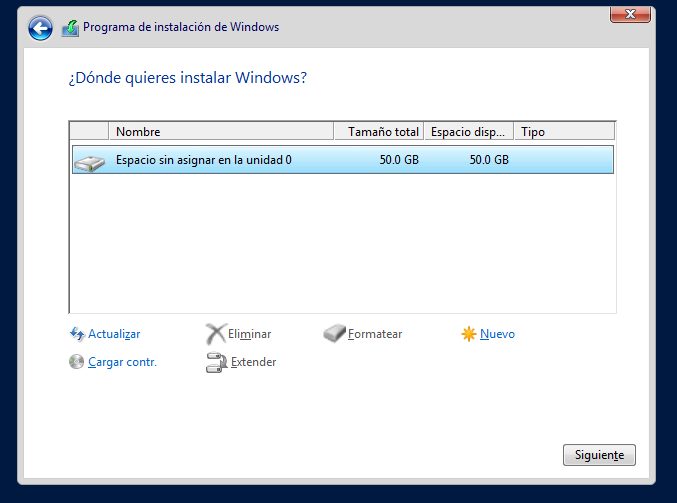 Programa de instalación de Windows
¿Dónde quieres instalar Windows?
Nombre Tamaño total Espacio disp... Tipo
Espacio sin asignar en la unidad 0 50.0 GB 50.0 GB
Actualizar Eliminar Formatear Nuevo
Cargar contr. Extender
Siguiente